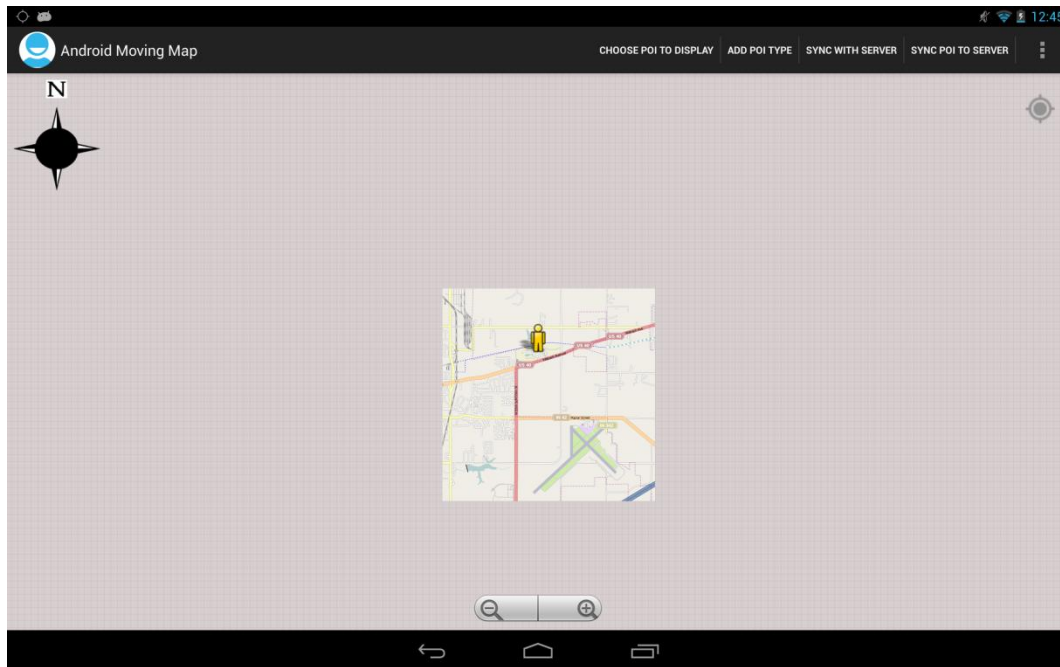 12:45
Android Moving Map
CHOOSE POI TO DISPLAY
ADD POI TYPE
SYNC WITH SERVER
SYNC POI TO SERVER
N